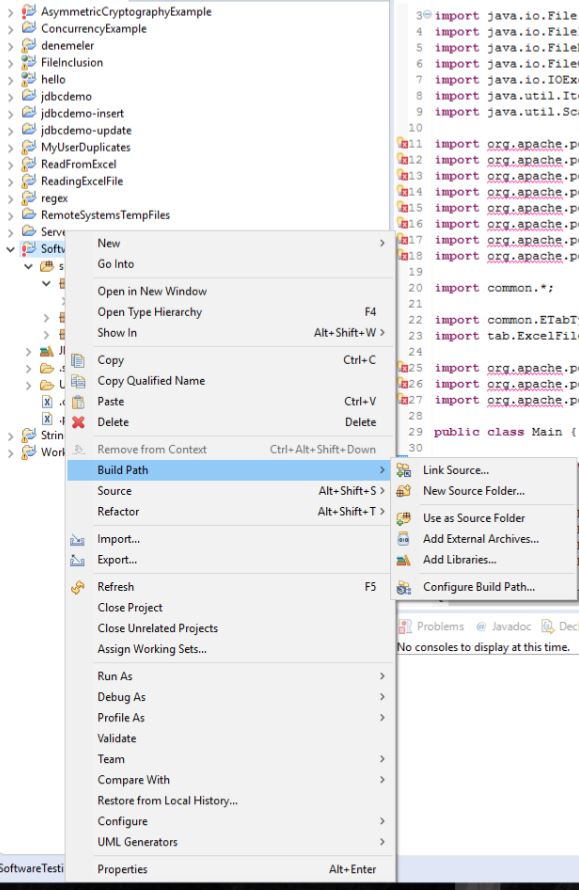 AsymmetricCryptographyExample
ConcurrencyExample
denemeler
FileInclusion
hello
jdbcdemo
jdbcdemo-insert
jdbcdemo-update
MyUserDuplicates
ReadFromExcel
ReadingExcelFile
regex
RemoteSystemsTempFiles
Serve
Softw
s
JI
.s
U
.c
.p
Strin
Work
New
Go Into
Open in New Window
Open Type Hierarchy F4
Show In Alt+Shift+W
Copy Ctrl+C
Copy Qualified Name
Paste Ctrl+V
Delete Delete
Remove from Context Ctrl+Alt+Shift+Down
Build Path
Source Alt+Shift+S
Refactor Alt+Shift+T
Import...
Export...
Refresh F5
Close Project
Close Unrelated Projects
Assign Working Sets...
Run As
Debug As
Profile As
Validate
Team
Compare With
Restore from Local History...
Configure
UML Generators
Properties Alt+Enter
Link Source...
New Source Folder...
Use as Source Folder
Add External Archives...
Add Libraries...
Configure Build Path...
3 import java.io.File
4 import java.io.File
5 import java.io.File
6 import java.io.File
7 import java.io.IOExc
8 import java.util.Ite
9 import java.util.Sca
10
11 import org.apache.po
12 import org.apache.po
13 import org.apache.po
14 import org.apache.po
15 import org.apache.po
16 import org.apache.po
17 import org.apache.po
18 import org.apache.po
19
20 import common.*;
21
22 import common.ETabTy
23 import tab.ExcelFile
24
25 import org.apache.po
26 import org.apache.po
27 import org.apache.po
28
29 public class Main {
30
Problems @ Javadoc Decl
No consoles to display at this time.
SoftwareTesti